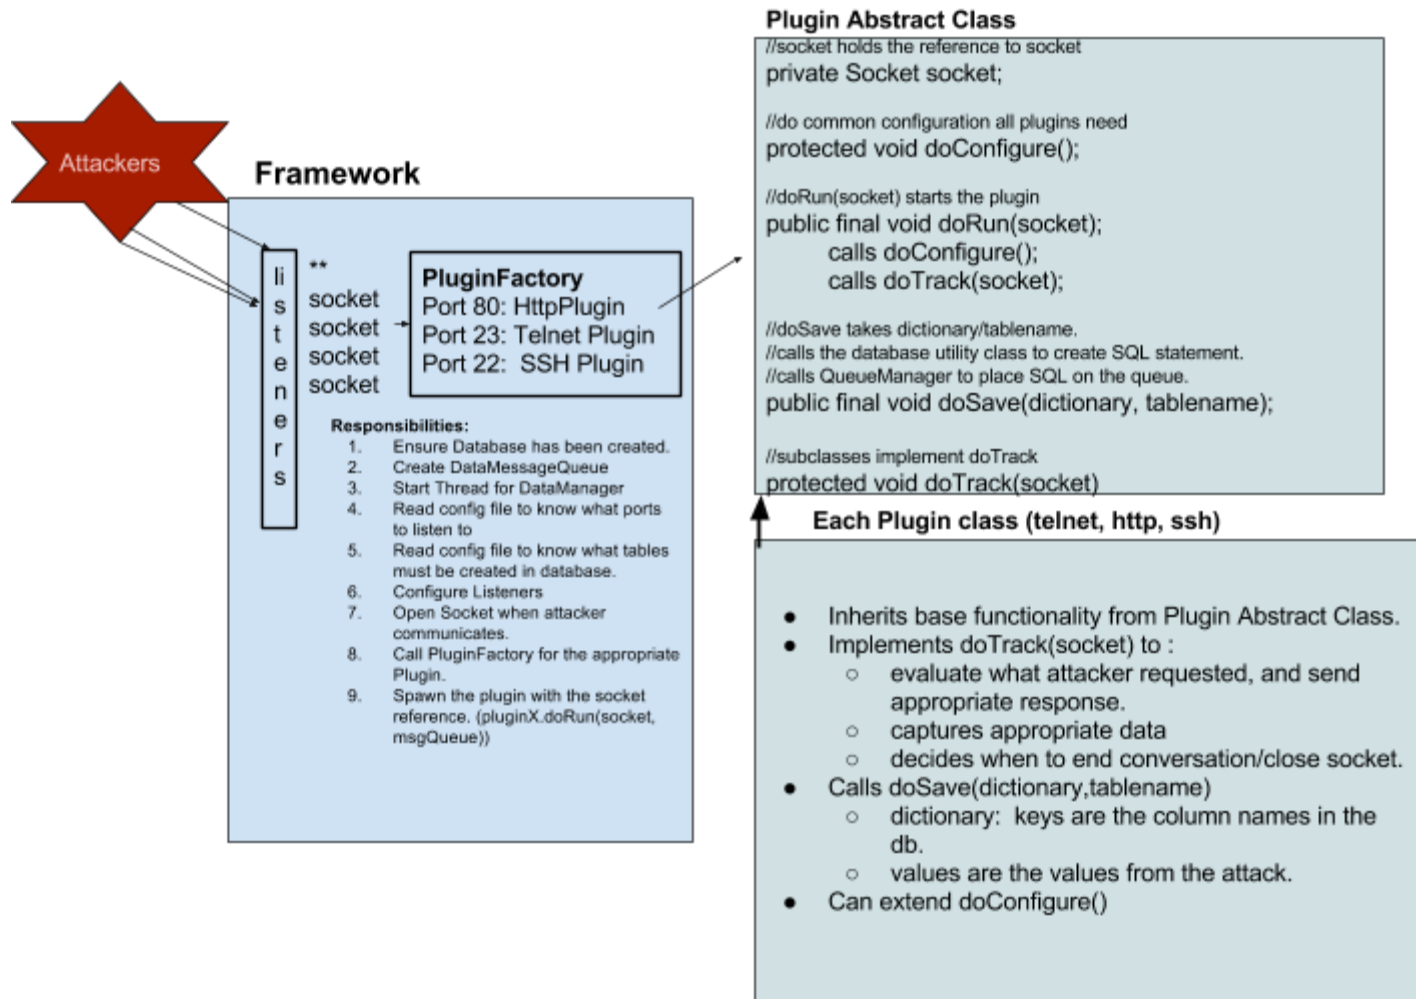 Plugin Abstract Class
//socket holds the reference to socket
private Socket socket;
//do common configuration all plugins need
protected void doConfigure();
//doRun(socket) starts the plugin
public final void doRun(socket);
calls doConfigure();
calls doTrack(socket);
//doSave takes dictionary/tablename.
//calls the database utility class to create SQL statement.
//calls QueueManager to place SQL on the queue.
public final void doSave(dictionary, tablename);
//subclasses implement doTrack
protected void doTrack(socket)
Attackers
Framework
listeners
**
socket
socket
socket
socket
PluginFactory
Port 80: HttpPlugin
Port 23: Telnet Plugin
Port 22:  SSH Plugin
Responsibilities:
1. Ensure Database has been created.
2. Create DataMessageQueue
3. Start Thread for DataManager
4. Read config file to know what ports
to listen to
5. Read config file to know what tables
must be created in database.
6. Configure Listeners
7. Open Socket when attacker
communicates.
8. Call PluginFactory for the appropriate
Plugin.
9. Spawn the plugin with the socket
reference. (pluginX.doRun(socket,
msgQueue))
Each Plugin class (telnet, http, ssh)
● Inherits base functionality from Plugin Abstract Class.
● Implements doTrack(socket) to :
○ evaluate what attacker requested, and send
appropriate response.
○ captures appropriate data
○ decides when to end conversation/close socket.
● Calls doSave(dictionary,tablename)
○ dictionary:  keys are the column names in the
db.
○ values are the values from the attack.
● Can extend doConfigure()